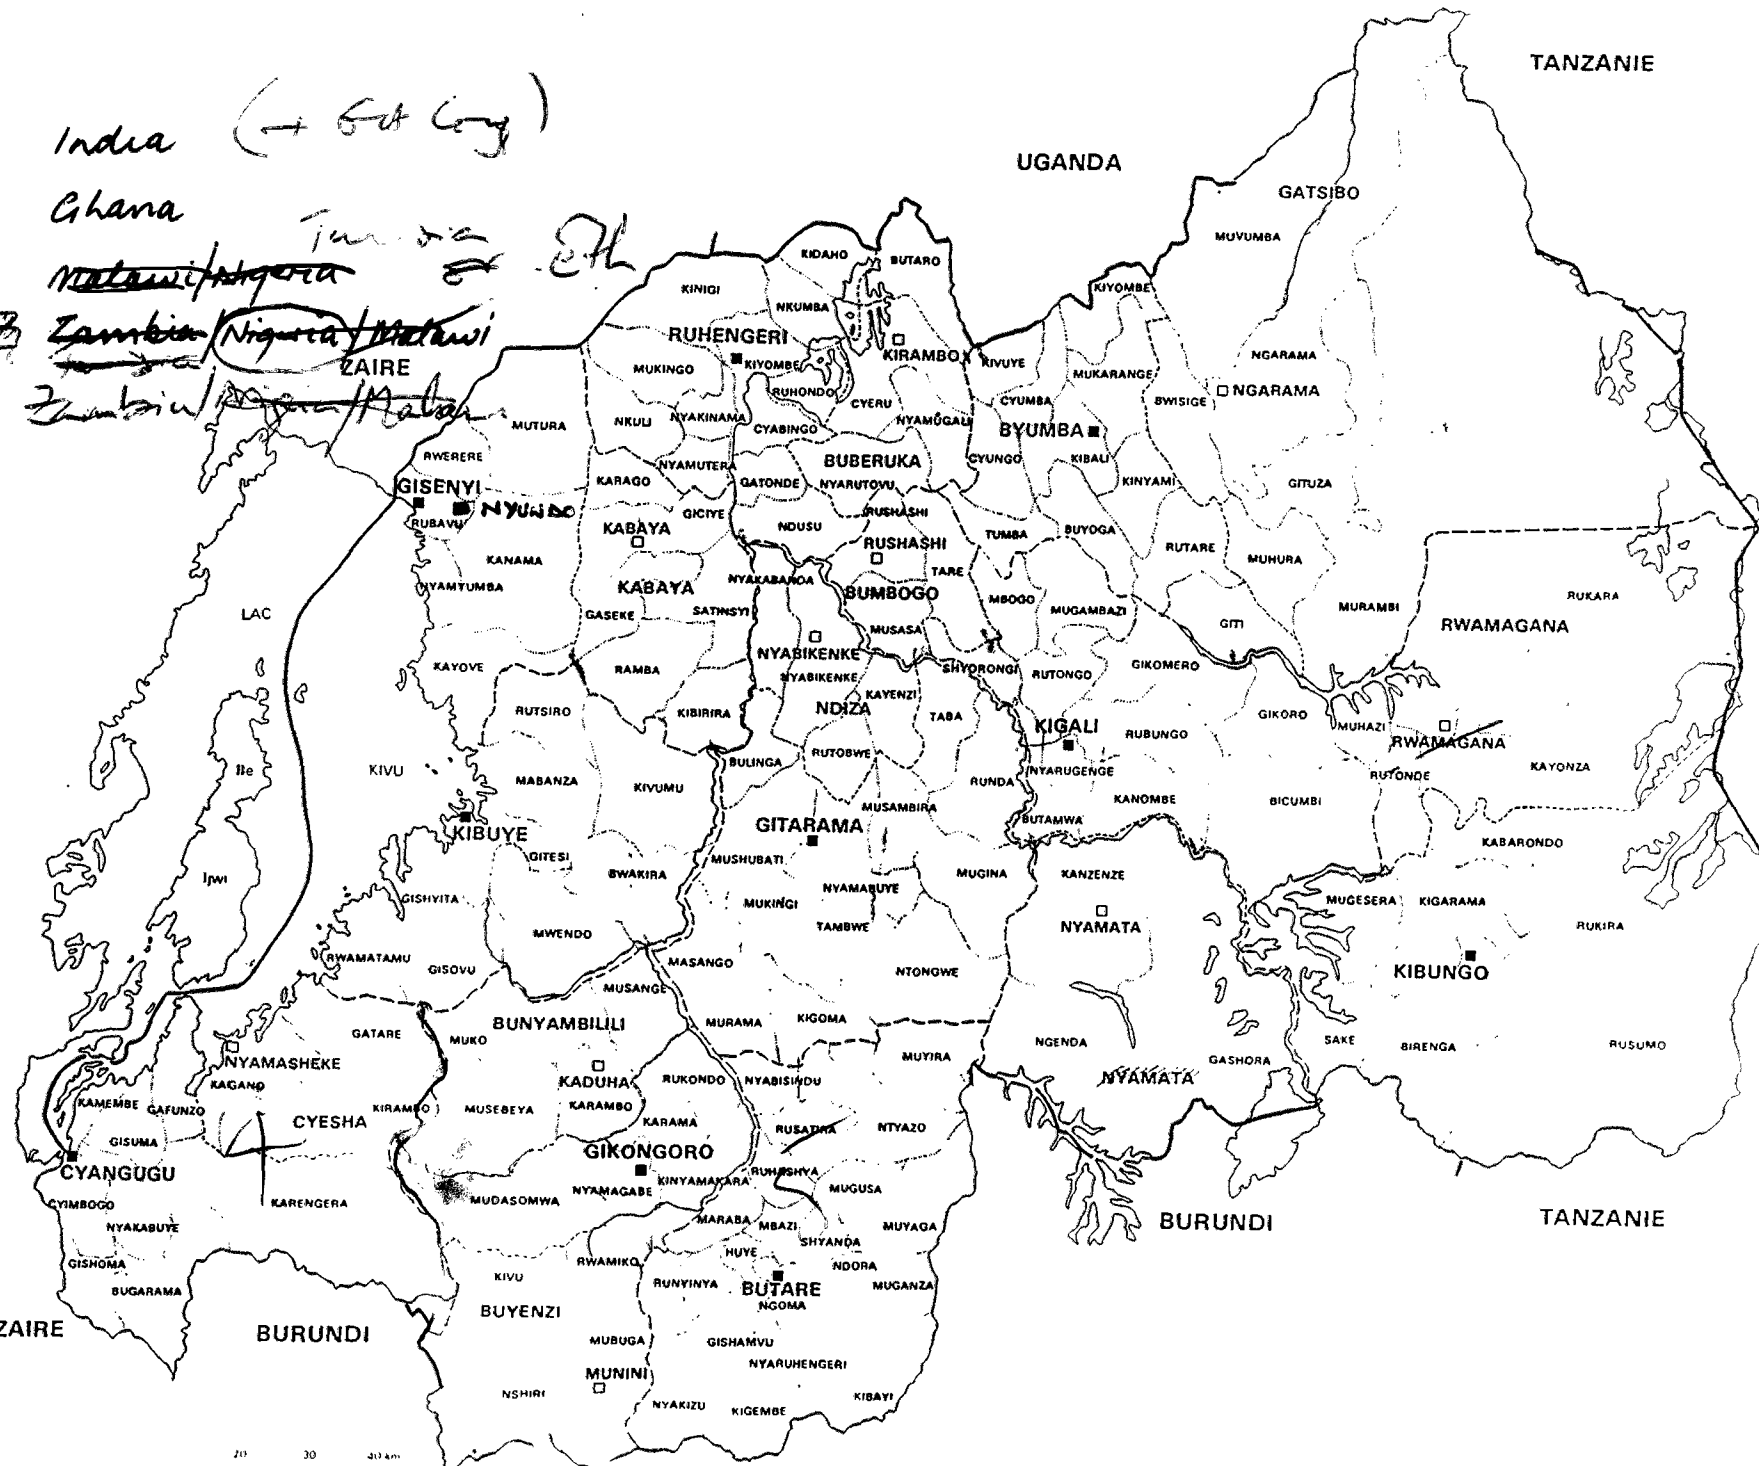 TANZANIE
India
UGANDA
Ghana
GATSIBO
MUVUMBA
KIDAHO
BUTARO
Malawi/Nigeria
Eth
KINIGI
KIYOMBE
NKUMBA
Zambia/Nigeria/Malawi
RUHENGERI
KIRAMBO
KIVUYE
NGARAMA
ZAIRE
MUKINGO
KIYOMBE
MUKARANGE
RUHONDO
CYERU
CYUMBA
BWISIGE
NGARAMA
Zambia/Nigeria/Malawi
MUTURA
NKULI
NYAKINAMA
CYABINGO
NYAMUGALI
BYUMBA
RWERERE
NYAMUTERA
BUBERUKA
CYUNGO
KIBALI
GISENYI
KARAGO
GATONDE
NYARUTOVU
KINYAMI
GITUZA
NYUNDO
RUBAVU
GICIYE
RUSHASHI
KABAYA
NDUSU
RUSHASHI
TUMBA
BUYOGA
RUTARE
MUHURA
KANAMA
NYAMYUMBA
KABAYA
NYAKABANDA
TARE
BUMBOGO
MBOGO
MUGAMBAZI
MURAMBI
RUKARA
LAC
GASEKE
SATINSYI
MUSASA
GITI
RWAMAGANA
KAYOVE
RAMBA
NYABIKENKE
SHYORONGI
RUTONGO
GIKOMERO
NYABIKENKE
KAYENZI
RUTSIRO
KIBIRIRA
NDIZA
TABA
KIGALI
RUBUNGO
GIKORO
MUHAZI
RWAMAGANA
KIVU
Ile
MABANZA
KIVUMU
BULINGA
RUTOBWE
RUNDA
NYARUGENGE
RUTONDE
KAYONZA
KANOMBE
BICUMBI
MUSAMBIRA
KIBUYE
GITARAMA
BUTAMWA
KABARONDO
GITESI
BWAKIRA
MUSHUBATI
Ijwi
NYAMABUYE
MUGINA
KANZENZE
GISHYITA
MUKINGI
MUGESERA
KIGARAMA
TAMBWE
NYAMATA
RUKIRA
MWENDO
RWAMATAMU
GISOVU
MASANGO
NTONGWE
KIBUNGO
MUSANGE
BUNYAMBILILI
MURAMA
KIGOMA
GATARE
MUKO
NGENDA
SAKE
BIRENGA
RUSUMO
NYAMASHEKE
MUYIRA
GASHORA
KAGANO
KADUHA
RUKONDO
NYABISINDU
NYAMATA
KAMEMBE
GAFUNZO
KIRAMBO
MUSEBEYA
KARAMBO
CYESHA
KARAMA
RUSATIRA
NTYAZO
GISUMA
GIKONGORO
CYANGUGU
RUHASHYA
KINYAMAKARA
NYAMAGABE
MUGUSA
CYIMBOGO
KARENGERA
MUDASOMWA
MARABA
MBAZI
MUYAGA
BURUNDI
TANZANIE
NYAKABUYE
SHYANDA
HUYE
GISHOMA
RWAMIKO
NDORA
KIVU
RUNYINYA
BUTARE
MUGANZA
BUGARAMA
NGOMA
BUYENZI
ZAIRE
BURUNDI
MUBUGA
GISHAMVU
NYARUHENGERI
MUNINI
NSHIRI
KIBAYI
NYAKIZU
KIGEMBE
20 30 40 km